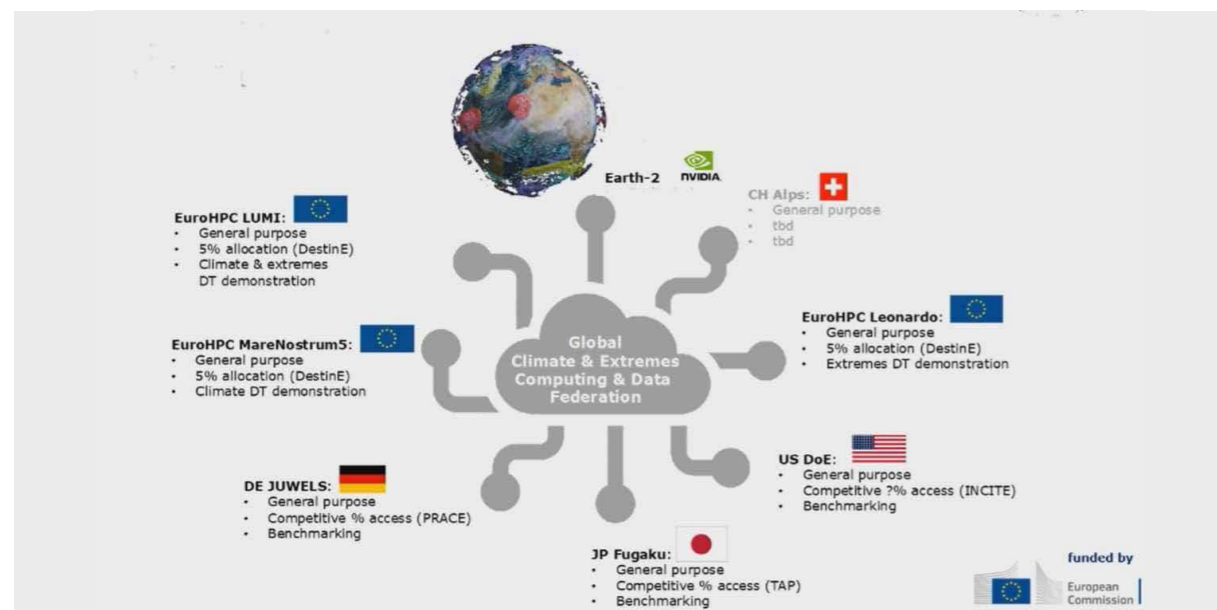 Earth-2
NVIDIA
CH Alps:
• General purpose
• tbd
• tbd
EuroHPC LUMI:
• General purpose
• 5% allocation (DestinE)
• Climate & extremes
DT demonstration
EuroHPC Leonardo:
• General purpose
• 5% allocation (DestinE)
• Extremes DT demonstration
EuroHPC MareNostrum5:
• General purpose
• 5% allocation (DestinE)
• Climate DT demonstration
Global
Climate & Extremes
Computing & Data
Federation
US DoE:
• General purpose
• Competitive ?% access (INCITE)
• Benchmarking
DE JUWELS:
• General purpose
• Competitive % access (PRACE)
• Benchmarking
JP Fugaku:
• General purpose
• Competitive % access (TAP)
• Benchmarking
funded by
European
Commission